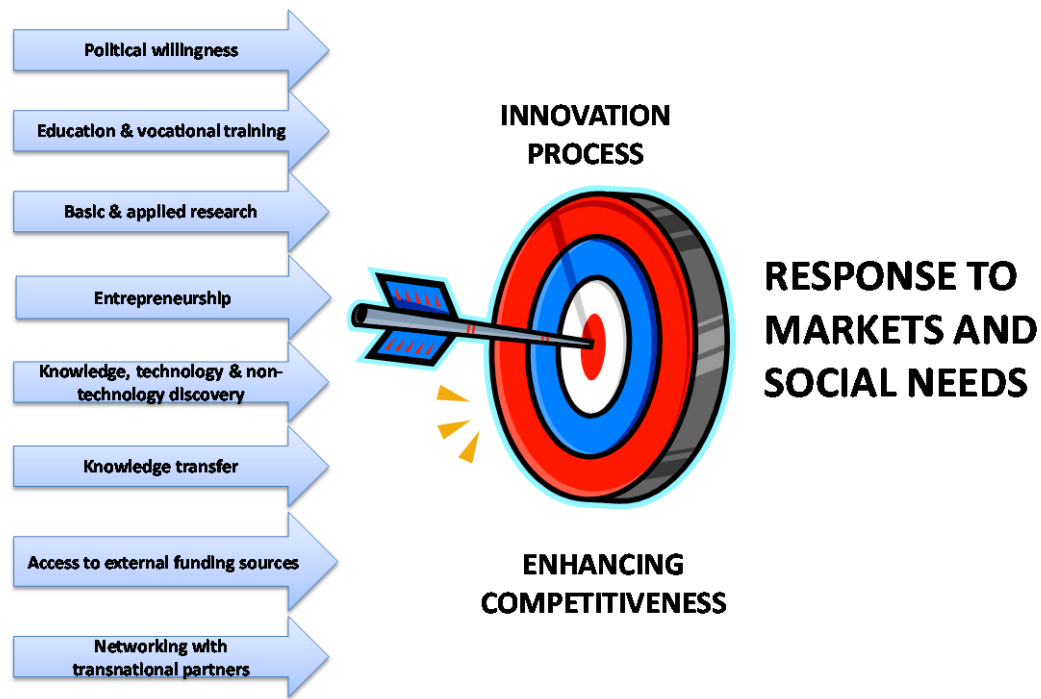 Political willingness
Education & vocational training
Basic & applied research
Entrepreneurship
Knowledge, technology & non-
technology discovery
Knowledge transfer
Access to external funding sources
Networking with
transnational partners
INNOVATION
PROCESS
ENHANCING
COMPETITIVENESS
RESPONSE TO
MARKETS AND
SOCIAL NEEDS